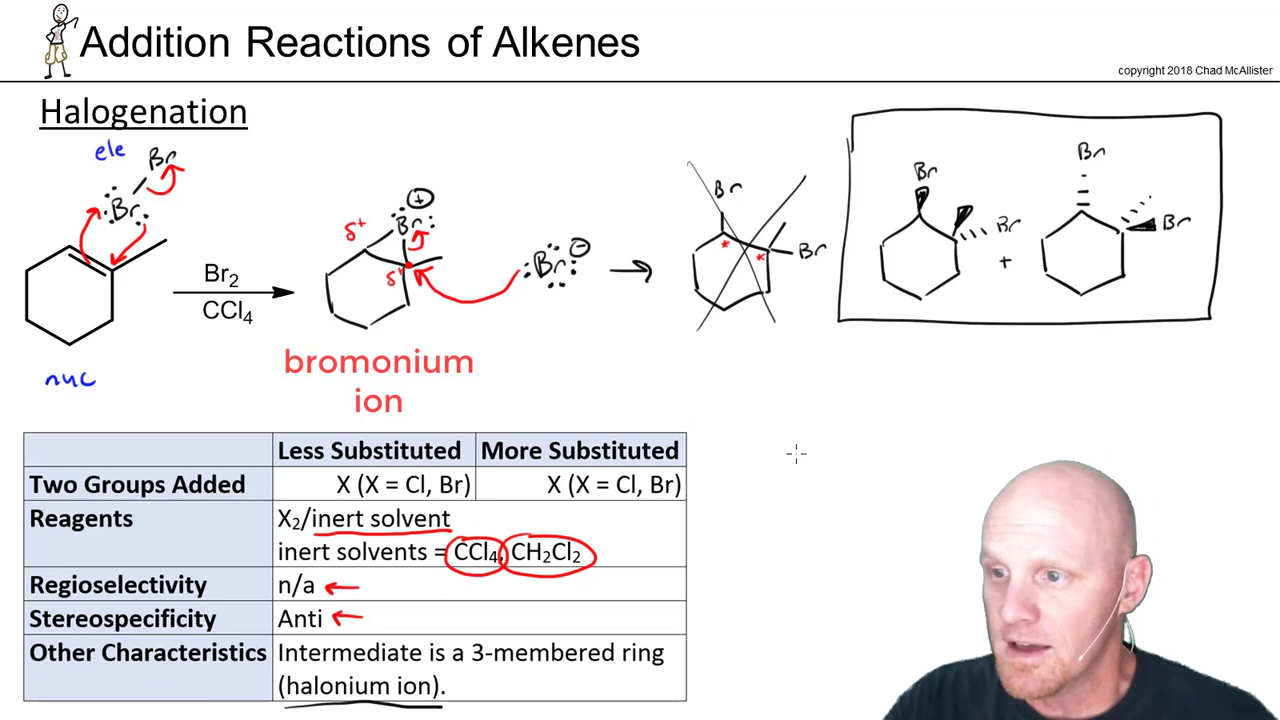 Addition Reactions of Alkenes
copyright 2018 Chad McAllister
Halogenation
ele
Br
Br
nuc
Br2
CCl4
δ+
Br
+
δ+
bromonium
ion
Br
−
Br
*
*
Br
Br
Br
+
Br
Br
Less Substituted More Substituted
Two Groups Added X (X = Cl, Br) X (X = Cl, Br)
Reagents X2/inert solvent
inert solvents = CCl4, CH2Cl2
Regioselectivity n/a
Stereospecificity Anti
Other Characteristics Intermediate is a 3-membered ring
(halonium ion).